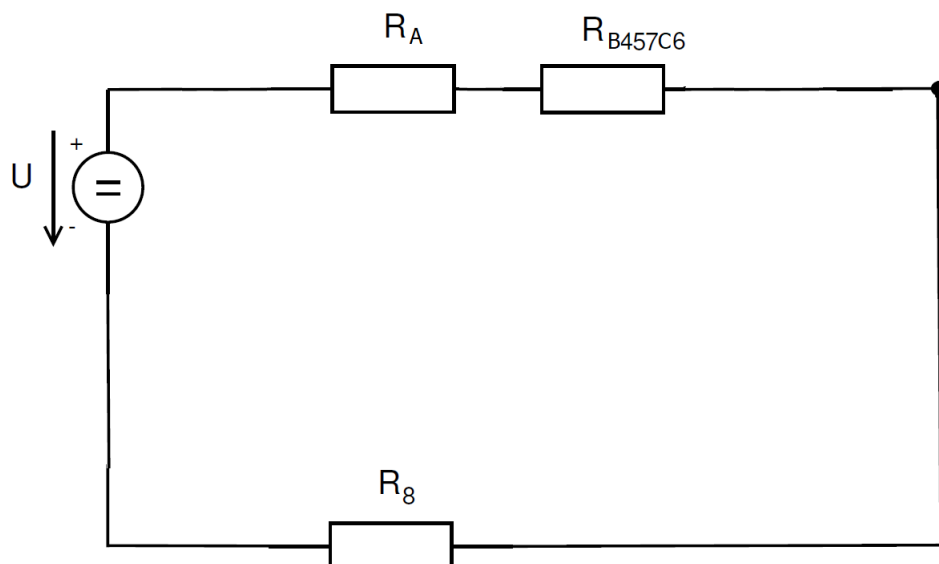 R_A
R_B457C6
U
+
=
-
R_8